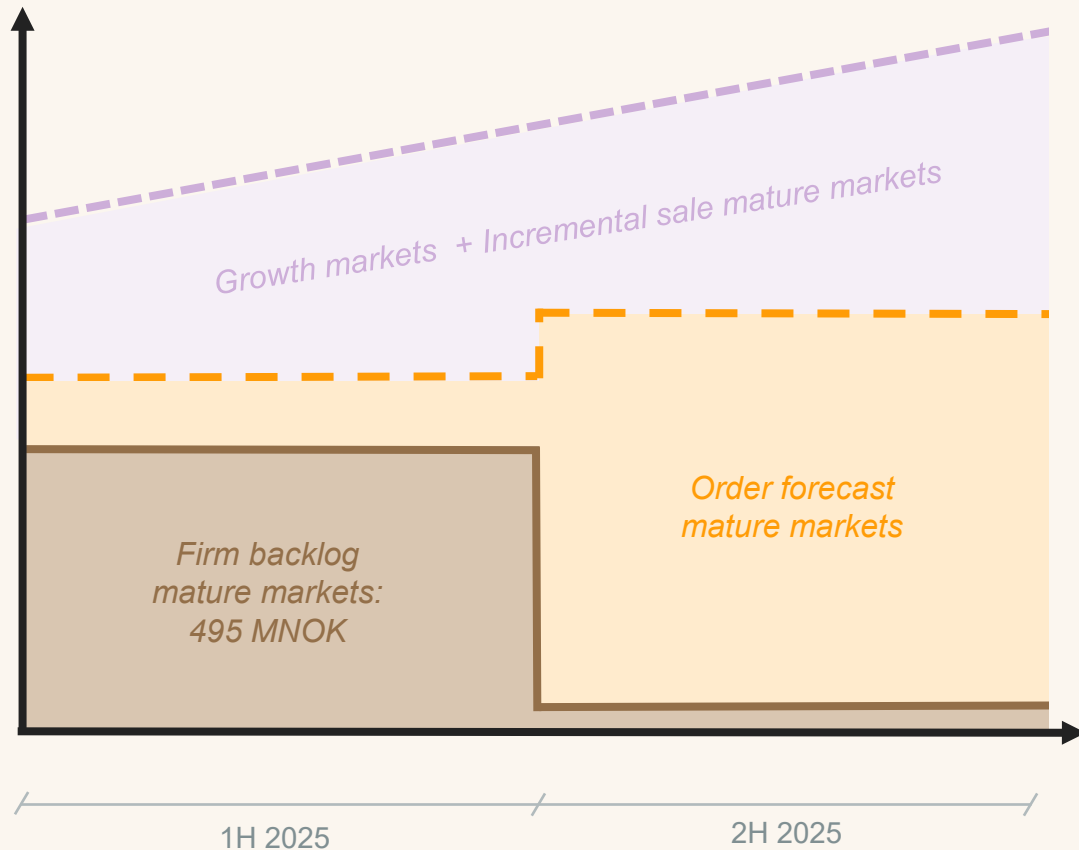 Growth markets + Incremental sale mature markets
Order forecast
mature markets
Firm backlog
mature markets:
495 MNOK
1H 2025
2H 2025